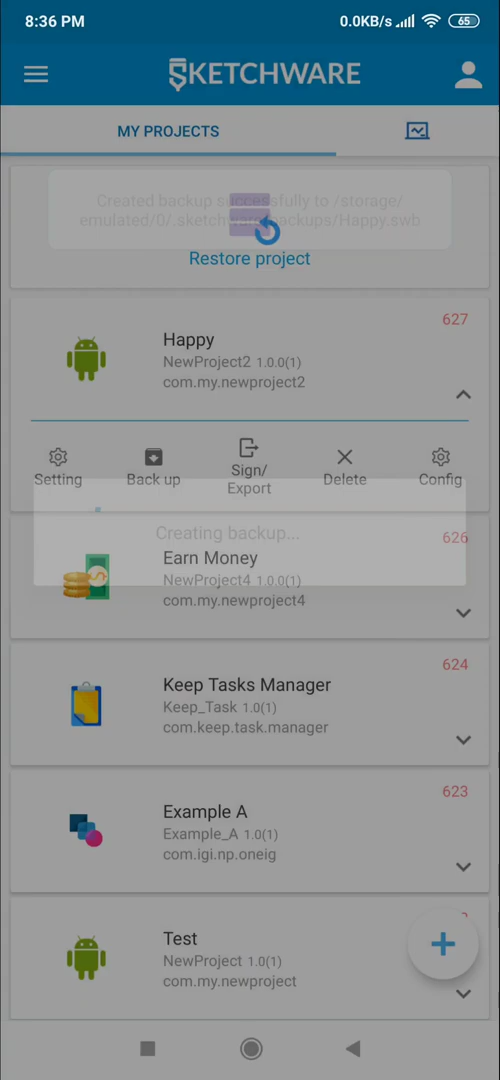 8:36 PM
0.0KB/s
65
SKETCHWARE
MY PROJECTS
Created backup successfully to /storage/
emulated/0/.sketchware/backups/Happy.swb
Restore project
627
Happy
NewProject2 1.0.0(1)
com.my.newproject2
Setting
Back up
Sign/
Export
Delete
Config
Creating backup...
626
Earn Money
NewProject4 1.0.0(1)
com.my.newproject4
624
Keep Tasks Manager
Keep_Task 1.0(1)
com.keep.task.manager
623
Example A
Example_A 1.0(1)
com.igi.np.oneig
Test
NewProject 1.0(1)
com.my.newproject